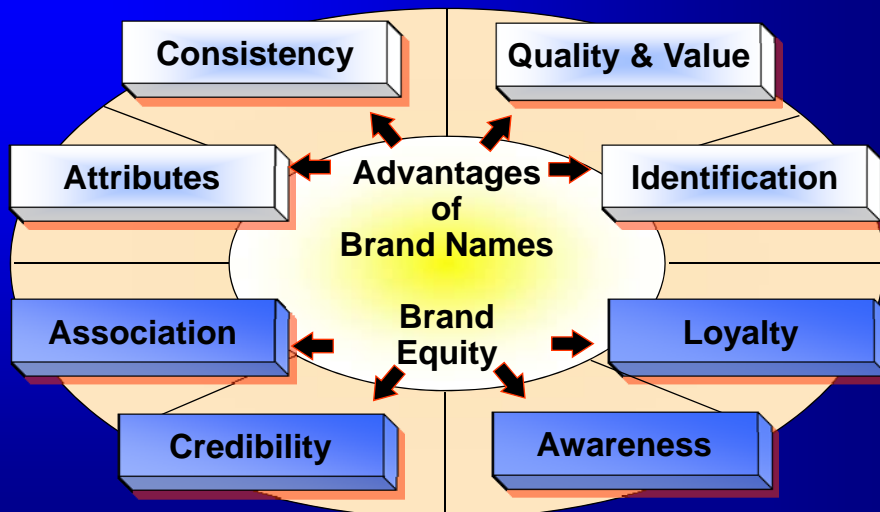 Consistency
Quality & Value
Attributes
Advantages
of
Brand Names
Identification
Association
Brand
Equity
Loyalty
Credibility
Awareness